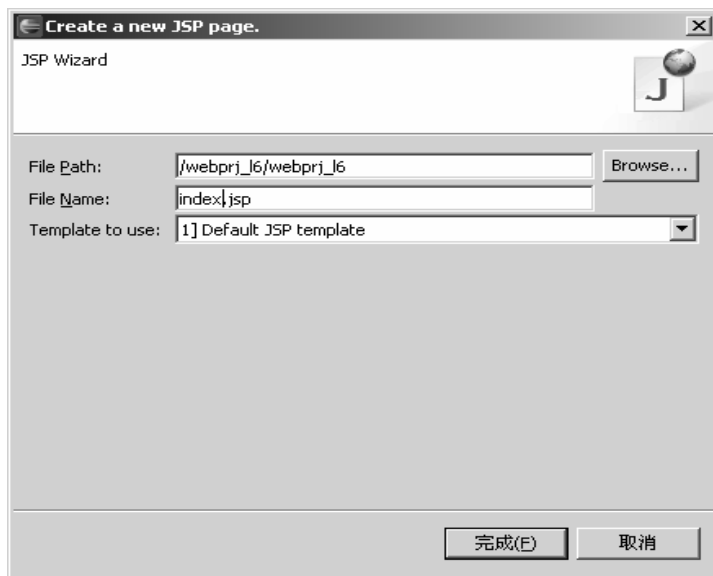 Create a new JSP page.
JSP Wizard
J
File Path: /webprj_l6/webprj_l6 Browse...
File Name: index.jsp
Template to use: 1] Default JSP template
完成(F) 取消